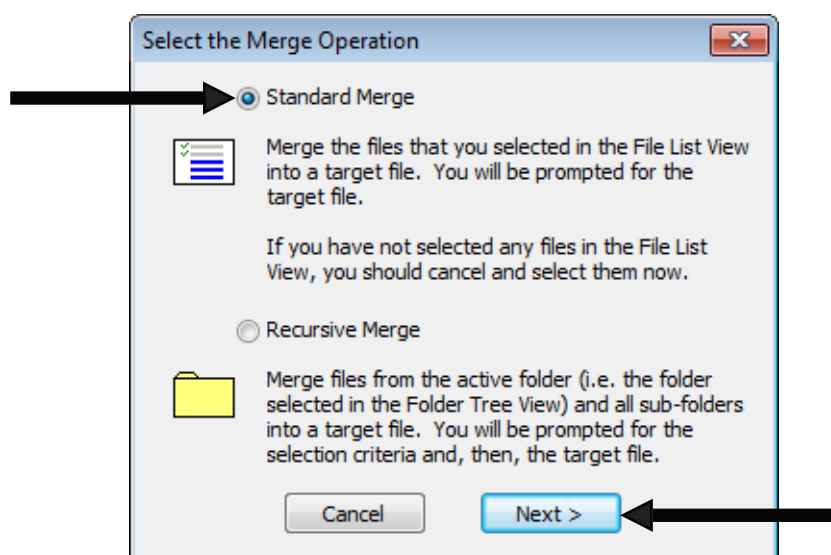 Select the Merge Operation
Standard Merge
Merge the files that you selected in the File List View
into a target file.  You will be prompted for the
target file.
If you have not selected any files in the File List
View, you should cancel and select them now.
Recursive Merge
Merge files from the active folder (i.e. the folder
selected in the Folder Tree View) and all sub-folders
into a target file.  You will be prompted for the
selection criteria and, then, the target file.
Cancel
Next >